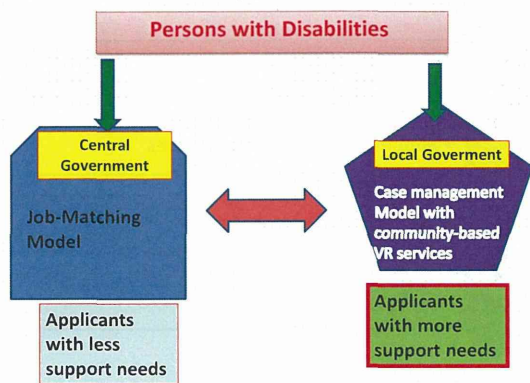 Persons with Disabilities
Central
Government
Local Goverment
Job-Matching
Model
Case management
Model with
community-based
VR services
Applicants
with less
support needs
Applicants
with more
support needs